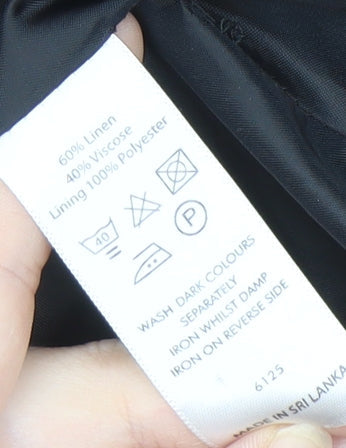 60% Linen
40% Viscose
Lining 100% Polyester
40
P
WASH DARK COLOURS
SEPARATELY
IRON WHILST DAMP
IRON ON REVERSE SIDE
6125
MADE IN SRI LANKA